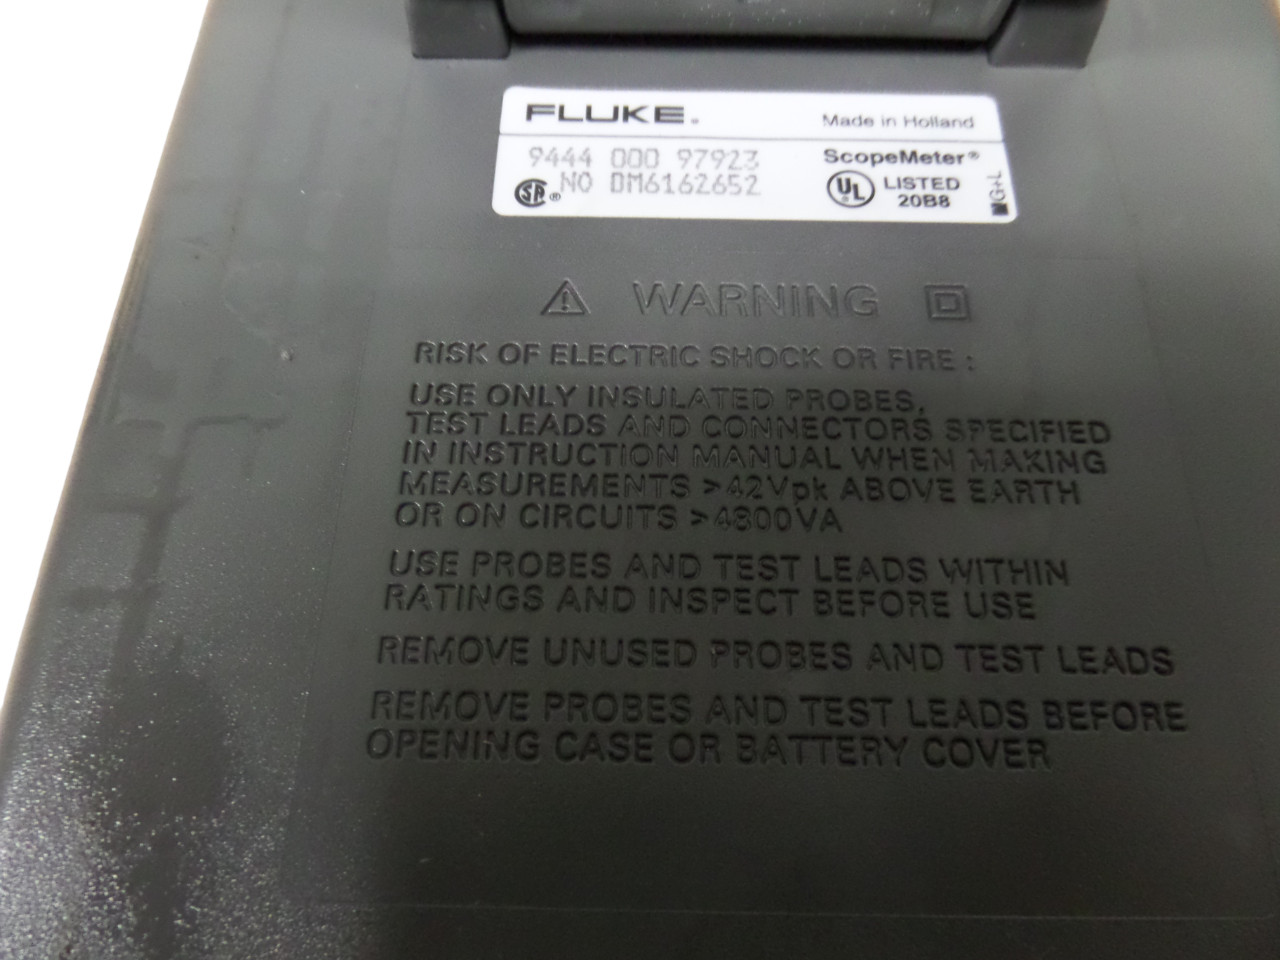 FLUKE®
Made in Holland
9444 000 97923
ScopeMeter®
SA® NO DM6162652
UL® LISTED
20B8
G+L
WARNING
RISK OF ELECTRIC SHOCK OR FIRE :
USE ONLY INSULATED PROBES,
TEST LEADS AND CONNECTORS SPECIFIED
IN INSTRUCTION MANUAL WHEN MAKING
MEASUREMENTS >42Vpk ABOVE EARTH
OR ON CIRCUITS >4800VA
USE PROBES AND TEST LEADS WITHIN
RATINGS AND INSPECT BEFORE USE
REMOVE UNUSED PROBES AND TEST LEADS
REMOVE PROBES AND TEST LEADS BEFORE
OPENING CASE OR BATTERY COVER